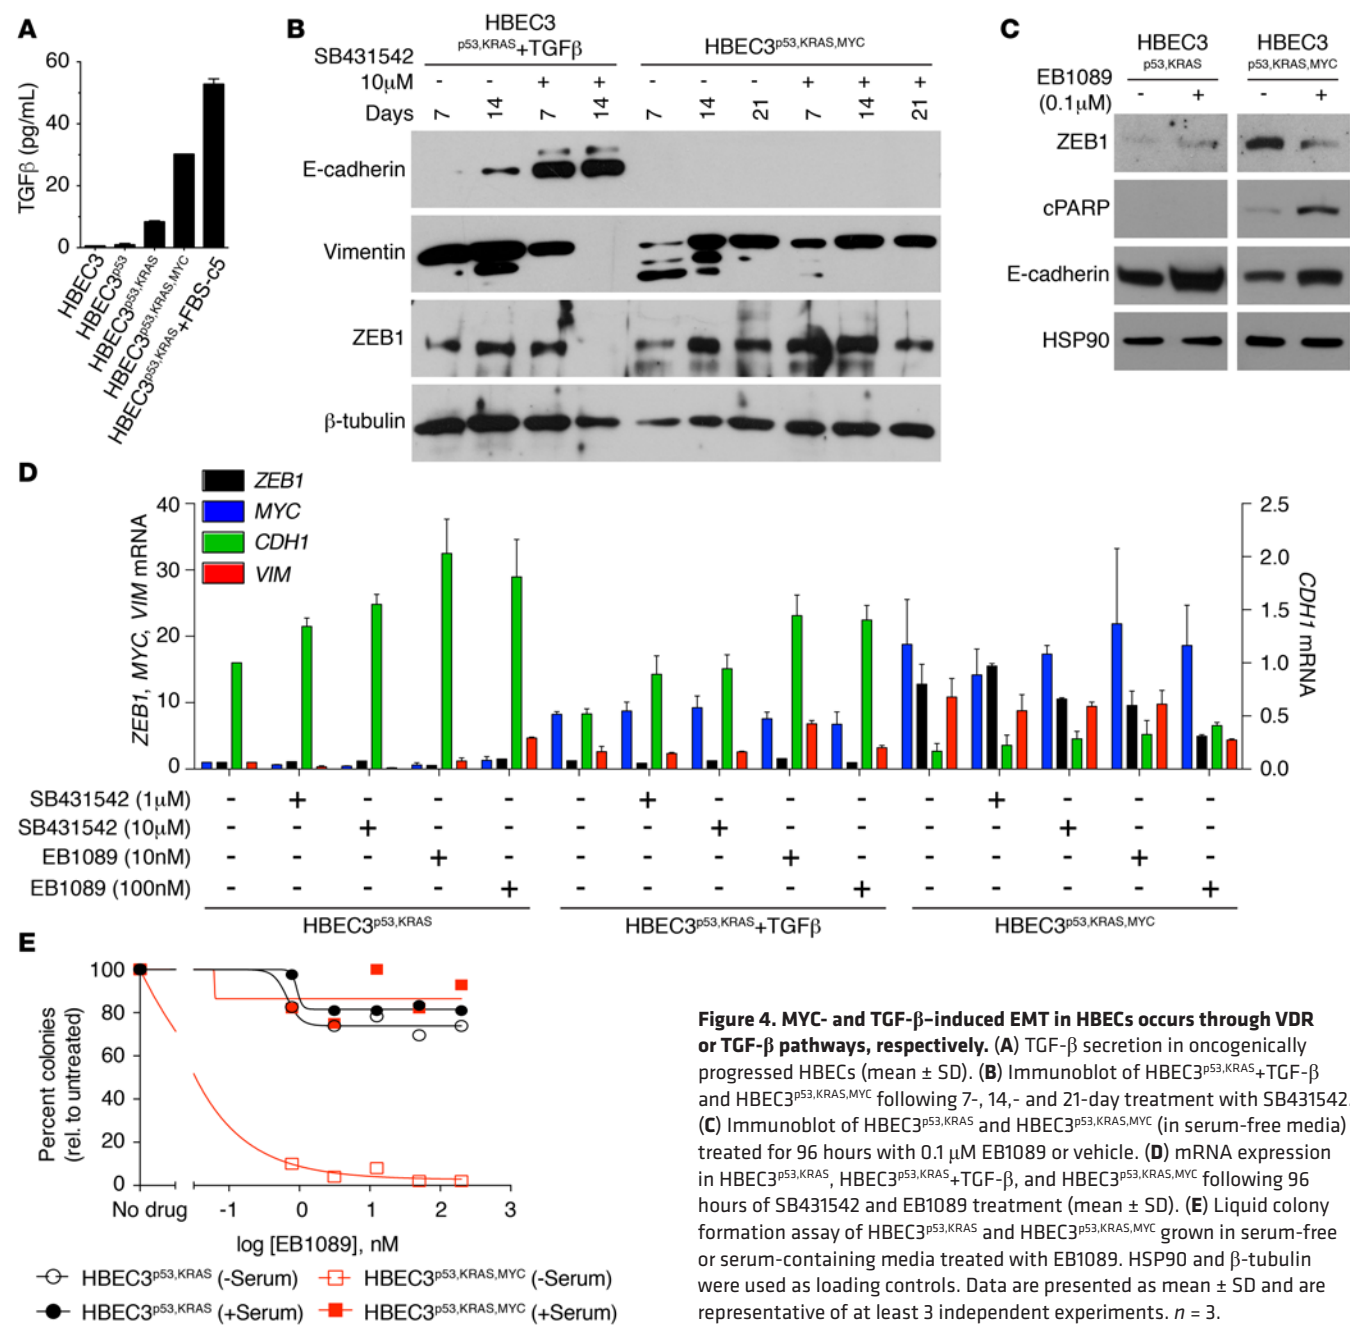 A
TGFβ (pg/mL)
60
40
20
0
HBEC3
HBEC3p53
HBEC3p53,KRAS
HBEC3p53,KRAS,MYC
HBEC3p53,KRAS+FBS-c5
B
HBEC3
p53,KRAS+TGFβ
HBEC3p53,KRAS,MYC
SB431542
10μM - - + + - - - + + +
Days 7 14 7 14 7 14 21 7 14 21
E-cadherin
Vimentin
ZEB1
β-tubulin
C
HBEC3 HBEC3
p53,KRAS p53,KRAS,MYC
EB1089
(0.1μM) - + - +
ZEB1
cPARP
E-cadherin
HSP90
D
ZEB1
MYC
CDH1
VIM
ZEB1, MYC, VIM mRNA
40
30
20
10
0
CDH1 mRNA
2.5
2.0
1.5
1.0
0.5
0.0
SB431542 (1μM) - + - - - - + - - - - + - - -
SB431542 (10μM) - - + - - - - + - - - - + - -
EB1089 (10nM) - - - + - - - - + - - - - + -
EB1089 (100nM) - - - - + - - - - + - - - - +
HBEC3p53,KRAS HBEC3p53,KRAS+TGFβ HBEC3p53,KRAS,MYC
E
Percent colonies
(rel. to untreated)
100
80
60
40
20
0
No drug -1 0 1 2 3
log [EB1089], nM
HBEC3p53,KRAS (-Serum) HBEC3p53,KRAS,MYC (-Serum)
HBEC3p53,KRAS (+Serum) HBEC3p53,KRAS,MYC (+Serum)
Figure 4. MYC- and TGF-β–induced EMT in HBECs occurs through VDR
or TGF-β pathways, respectively. (A) TGF-β secretion in oncogenically
progressed HBECs (mean ± SD). (B) Immunoblot of HBEC3p53,KRAS+TGF-β
and HBEC3p53,KRAS,MYC following 7-, 14,- and 21-day treatment with SB431542.
(C) Immunoblot of HBEC3p53,KRAS and HBEC3p53,KRAS,MYC (in serum-free media)
treated for 96 hours with 0.1 μM EB1089 or vehicle. (D) mRNA expression
in HBEC3p53,KRAS, HBEC3p53,KRAS+TGF-β, and HBEC3p53,KRAS,MYC following 96
hours of SB431542 and EB1089 treatment (mean ± SD). (E) Liquid colony
formation assay of HBEC3p53,KRAS and HBEC3p53,KRAS,MYC grown in serum-free
or serum-containing media treated with EB1089. HSP90 and β-tubulin
were used as loading controls. Data are presented as mean ± SD and are
representative of at least 3 independent experiments. n = 3.